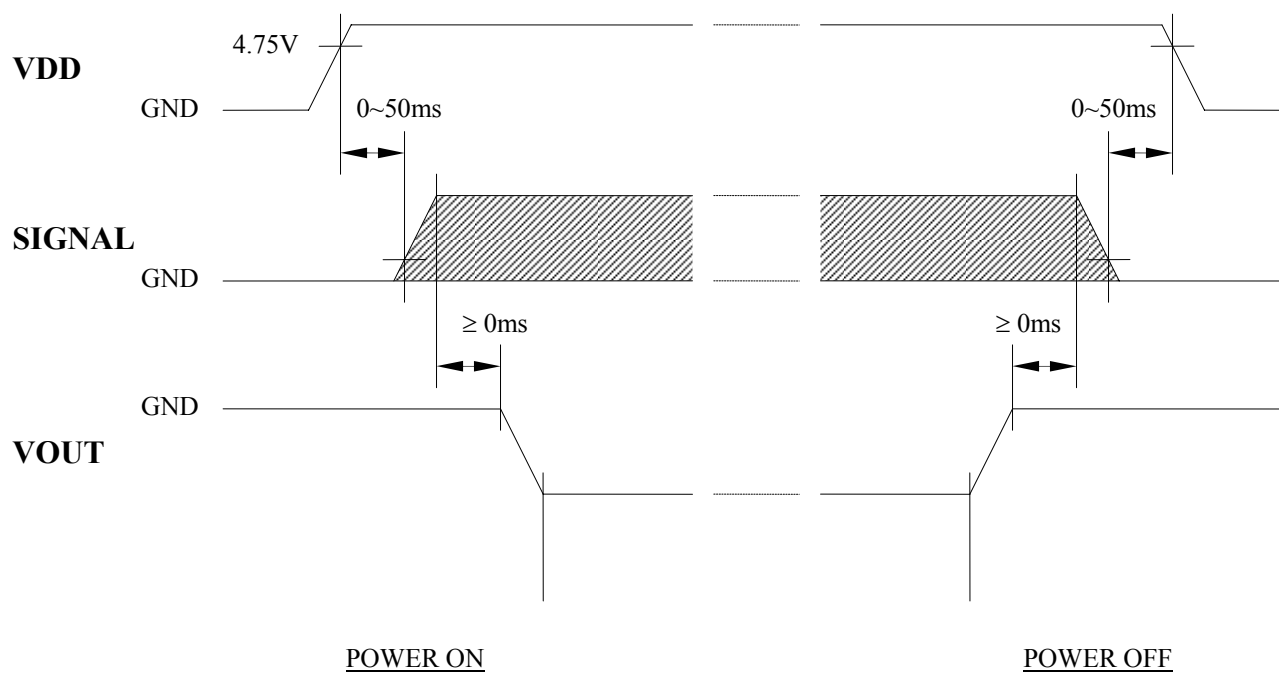 4.75V
VDD
GND
0~50ms 0~50ms
SIGNAL
GND
≥ 0ms ≥ 0ms
GND
VOUT
POWER ON POWER OFF